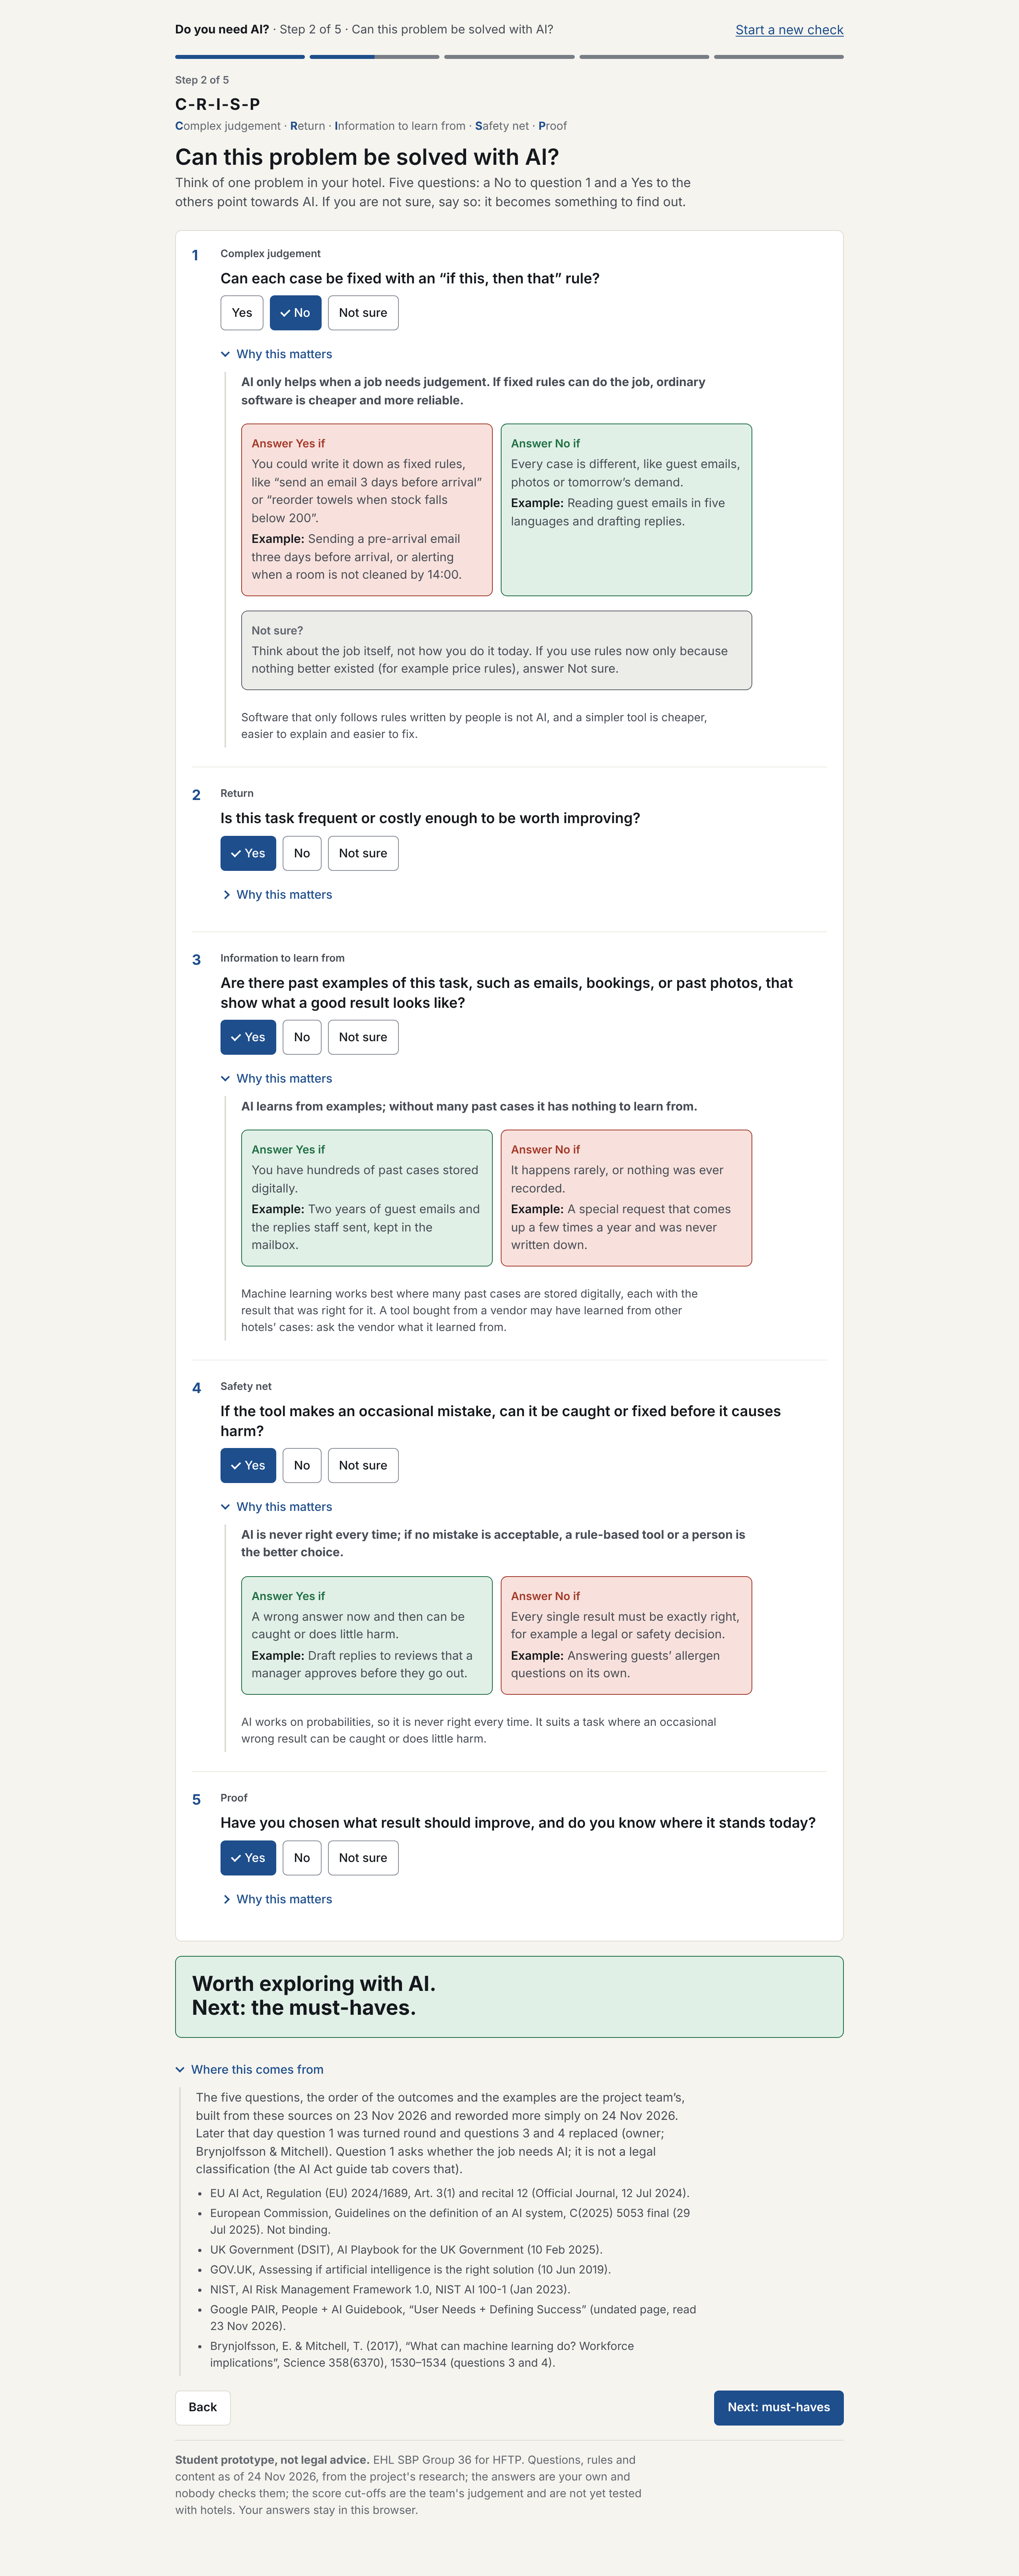 Do you need AI? · Step 2 of 5 · Can this problem be solved with AI?
Start a new check
Step 2 of 5
C-R-I-S-P
Complex judgement · Return · Information to learn from · Safety net · Proof
Can this problem be solved with AI?
Think of one problem in your hotel. Five questions: a No to question 1 and a Yes to the
others point towards AI. If you are not sure, say so: it becomes something to find out.
1
Complex judgement
Can each case be fixed with an “if this, then that” rule?
Yes
No
Not sure
Why this matters
AI only helps when a job needs judgement. If fixed rules can do the job, ordinary
software is cheaper and more reliable.
Answer Yes if
You could write it down as fixed rules,
like “send an email 3 days before arrival”
or “reorder towels when stock falls
below 200”.
Example: Sending a pre-arrival email
three days before arrival, or alerting
when a room is not cleaned by 14:00.
Answer No if
Every case is different, like guest emails,
photos or tomorrow’s demand.
Example: Reading guest emails in five
languages and drafting replies.
Not sure?
Think about the job itself, not how you do it today. If you use rules now only because
nothing better existed (for example price rules), answer Not sure.
Software that only follows rules written by people is not AI, and a simpler tool is cheaper,
easier to explain and easier to fix.
2
Return
Is this task frequent or costly enough to be worth improving?
Yes
No
Not sure
Why this matters
3
Information to learn from
Are there past examples of this task, such as emails, bookings, or past photos, that
show what a good result looks like?
Yes
No
Not sure
Why this matters
AI learns from examples; without many past cases it has nothing to learn from.
Answer Yes if
You have hundreds of past cases stored
digitally.
Example: Two years of guest emails and
the replies staff sent, kept in the
mailbox.
Answer No if
It happens rarely, or nothing was ever
recorded.
Example: A special request that comes
up a few times a year and was never
written down.
Machine learning works best where many past cases are stored digitally, each with the
result that was right for it. A tool bought from a vendor may have learned from other
hotels’ cases: ask the vendor what it learned from.
4
Safety net
If the tool makes an occasional mistake, can it be caught or fixed before it causes
harm?
Yes
No
Not sure
Why this matters
AI is never right every time; if no mistake is acceptable, a rule-based tool or a person is
the better choice.
Answer Yes if
A wrong answer now and then can be
caught or does little harm.
Example: Draft replies to reviews that a
manager approves before they go out.
Answer No if
Every single result must be exactly right,
for example a legal or safety decision.
Example: Answering guests’ allergen
questions on its own.
AI works on probabilities, so it is never right every time. It suits a task where an occasional
wrong result can be caught or does little harm.
5
Proof
Have you chosen what result should improve, and do you know where it stands today?
Yes
No
Not sure
Why this matters
Worth exploring with AI.
Next: the must-haves.
Where this comes from
The five questions, the order of the outcomes and the examples are the project team’s,
built from these sources on 23 Nov 2026 and reworded more simply on 24 Nov 2026.
Later that day question 1 was turned round and questions 3 and 4 replaced (owner;
Brynjolfsson & Mitchell). Question 1 asks whether the job needs AI; it is not a legal
classification (the AI Act guide tab covers that).
• EU AI Act, Regulation (EU) 2024/1689, Art. 3(1) and recital 12 (Official Journal, 12 Jul 2024).
• European Commission, Guidelines on the definition of an AI system, C(2025) 5053 final (29
Jul 2025). Not binding.
• UK Government (DSIT), AI Playbook for the UK Government (10 Feb 2025).
• GOV.UK, Assessing if artificial intelligence is the right solution (10 Jun 2019).
• NIST, AI Risk Management Framework 1.0, NIST AI 100-1 (Jan 2023).
• Google PAIR, People + AI Guidebook, “User Needs + Defining Success” (undated page, read
23 Nov 2026).
• Brynjolfsson, E. & Mitchell, T. (2017), “What can machine learning do? Workforce
implications”, Science 358(6370), 1530–1534 (questions 3 and 4).
Back
Next: must-haves
Student prototype, not legal advice. EHL SBP Group 36 for HFTP. Questions, rules and
content as of 24 Nov 2026, from the project's research; the answers are your own and
nobody checks them; the score cut-offs are the team's judgement and are not yet tested
with hotels. Your answers stay in this browser.